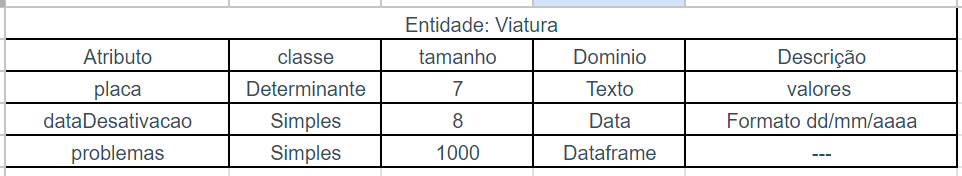 Entidade: Viatura
Atributo classe tamanho Dominio Descrição
placa Determinante 7 Texto valores
dataDesativacao Simples 8 Data Formato dd/mm/aaaa
problemas Simples 1000 Dataframe ---